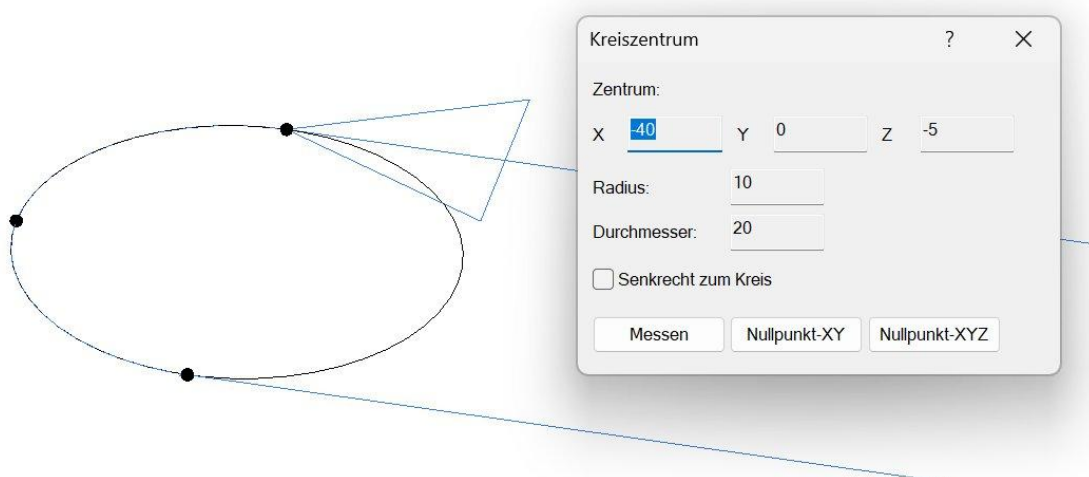 Kreiszentrum ? ✕
Zentrum:
X -40 Y 0 Z -5
Radius: 10
Durchmesser: 20
Senkrecht zum Kreis
Messen Nullpunkt-XY Nullpunkt-XYZ